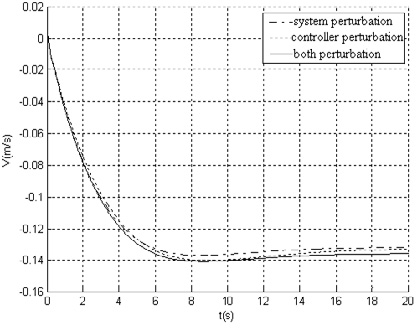 0.02
0
-0.02
-0.04
-0.06
-0.08
-0.1
-0.12
-0.14
-0.16
V(m/s)
system perturbation
controller perturbation
both perturbation
0 2 4 6 8 10 12 14 16 18 20
t(s)